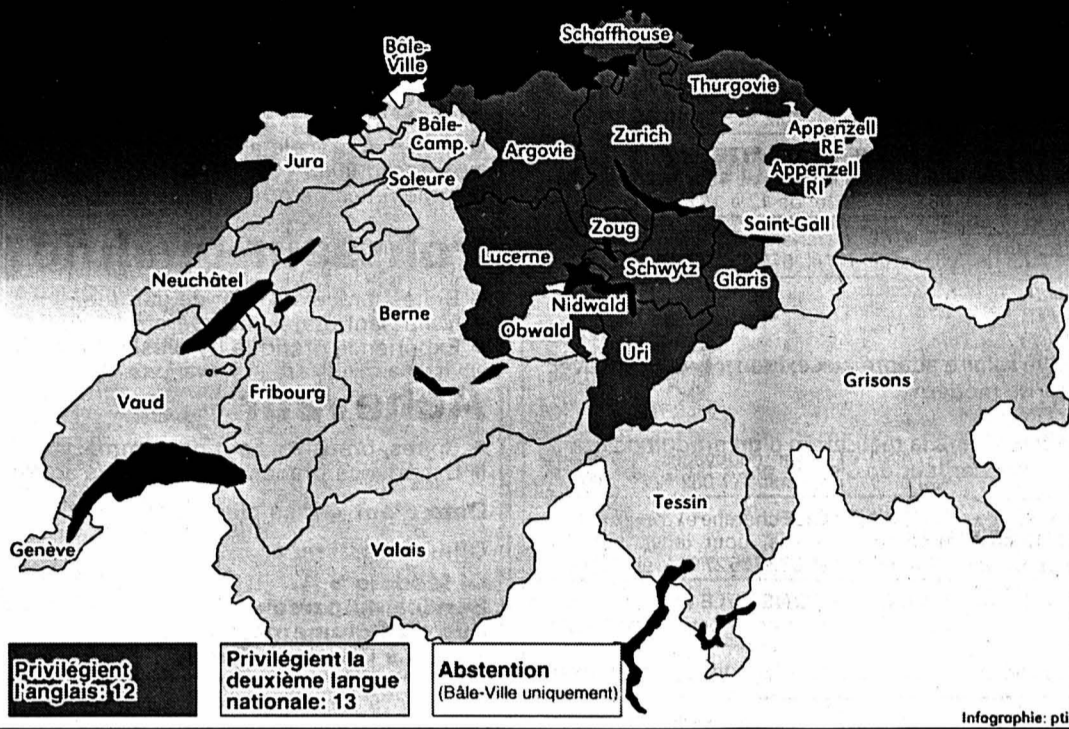 Schaffhouse
Bâle-
Ville
Thurgovie
Bâle-
Camp.
Argovie
Zurich
Appenzell
RE
Jura
Appenzell
RI
Soleure
Saint-Gall
Zoug
Lucerne
Schwytz
Neuchâtel
Glaris
Nidwald
Berne
Obwald
Uri
Grisons
Vaud
Fribourg
Tessin
Genève
Valais
Privilégient
l'anglais: 12
Privilégient la
deuxième langue
nationale: 13
Abstention
(Bâle-Ville uniquement)
Infographie: pti